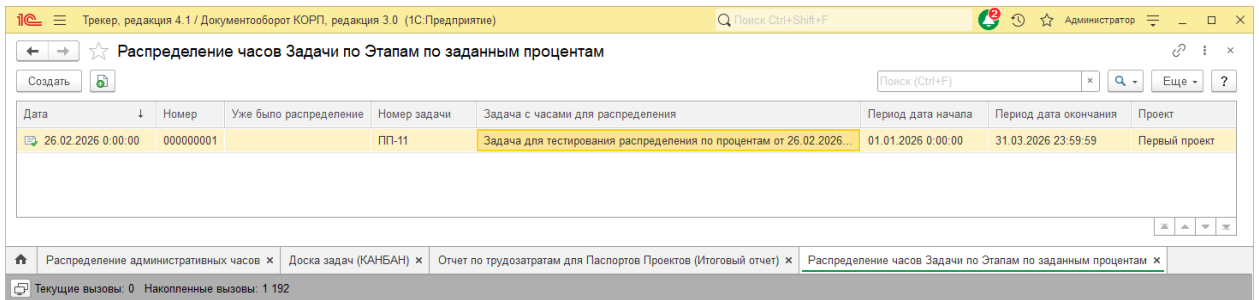 1С Трекер, редакция 4.1 / Документооборот КОРП, редакция 3.0 (1С:Предприятие) Поиск Ctrl+Shift+F 2 Администратор
Распределение часов Задачи по Этапам по заданным процентам
Создать Поиск (Ctrl+F) × Еще ?
Дата ↓ Номер Уже было распределение Номер задачи Задача с часами для распределения Период дата начала Период дата окончания Проект
26.02.2026 0:00:00 000000001 ПП-11 Задача для тестирования распределения по процентам от 26.02.2026... 01.01.2026 0:00:00 31.03.2026 23:59:59 Первый проект
Распределение административных часов × Доска задач (КАНБАН) × Отчет по трудозатратам для Паспортов Проектов (Итоговый отчет) × Распределение часов Задачи по Этапам по заданным процентам ×
Текущие вызовы: 0 Накопленные вызовы: 1 192